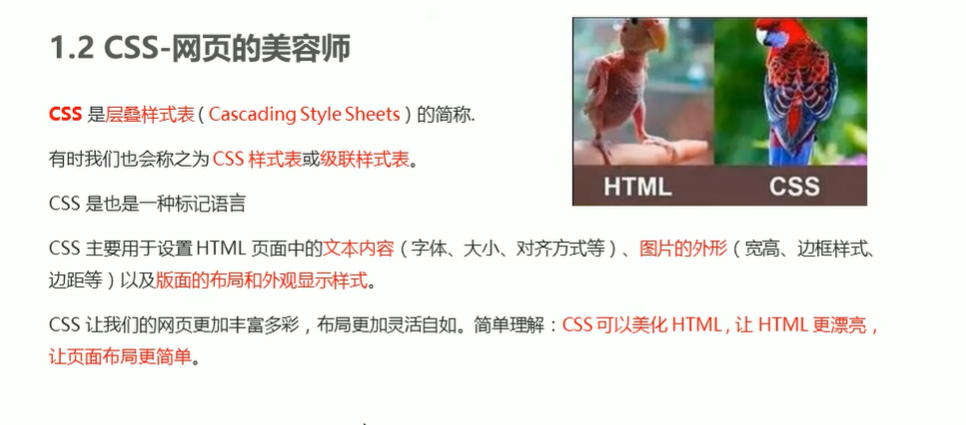 1.2 CSS-网页的美容师
CSS 是层叠样式表 ( Cascading Style Sheets ) 的简称.
有时我们也会称之为 CSS 样式表或级联样式表。
CSS 是也是一种标记语言
CSS 主要用于设置 HTML 页面中的文本内容（字体、大小、对齐方式等）、图片的外形（宽高、边框样式、
边距等）以及版面的布局和外观显示样式。
CSS 让我们的网页更加丰富多彩，布局更加灵活自如。简单理解：CSS 可以美化 HTML , 让 HTML 更漂亮，
让页面布局更简单。
HTML
CSS